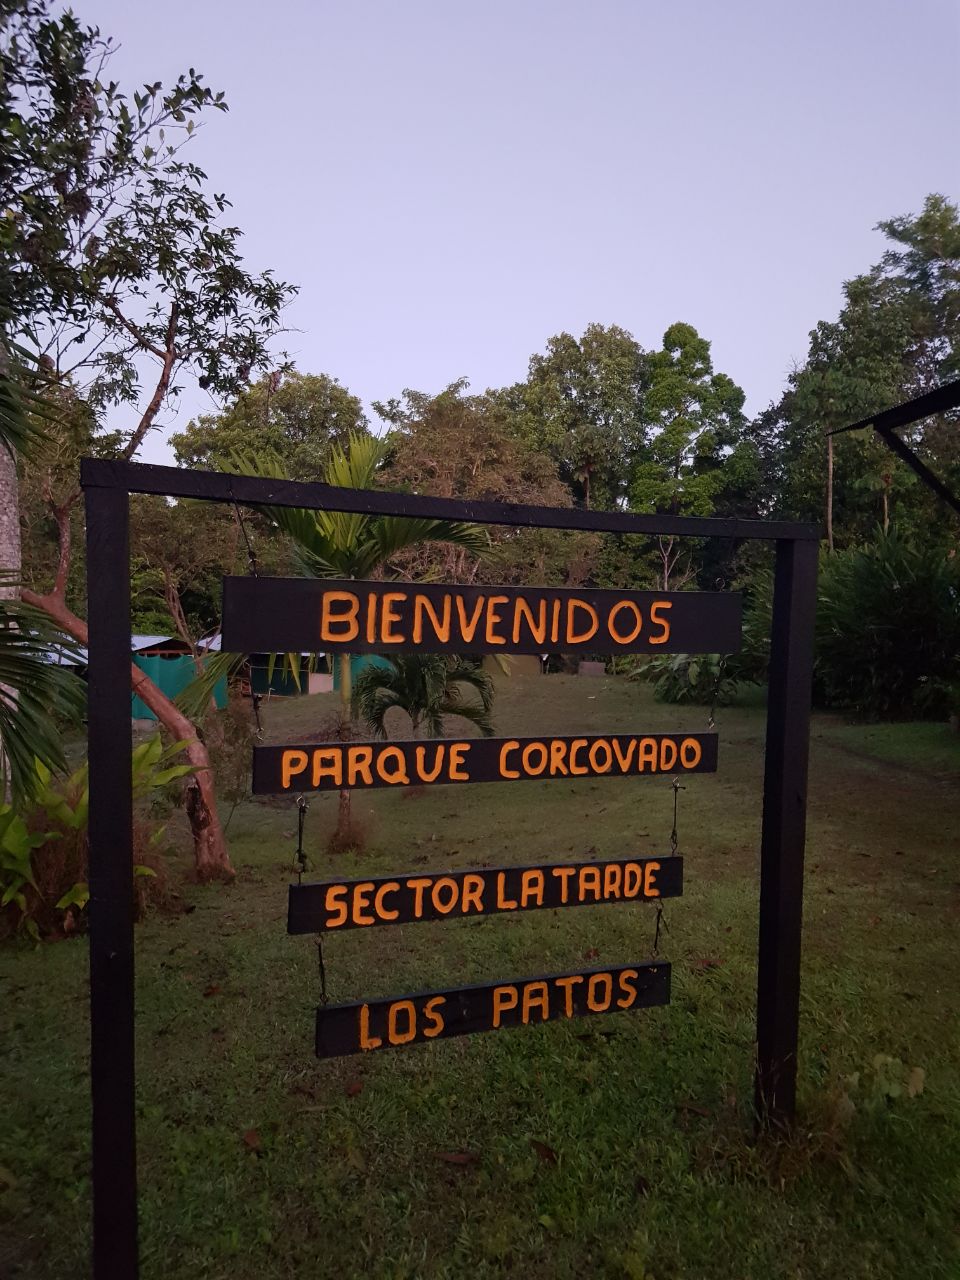 BIENVENIDOS
PARQUE CORCOVADO
SECTOR LA TARDE
LOS PATOS